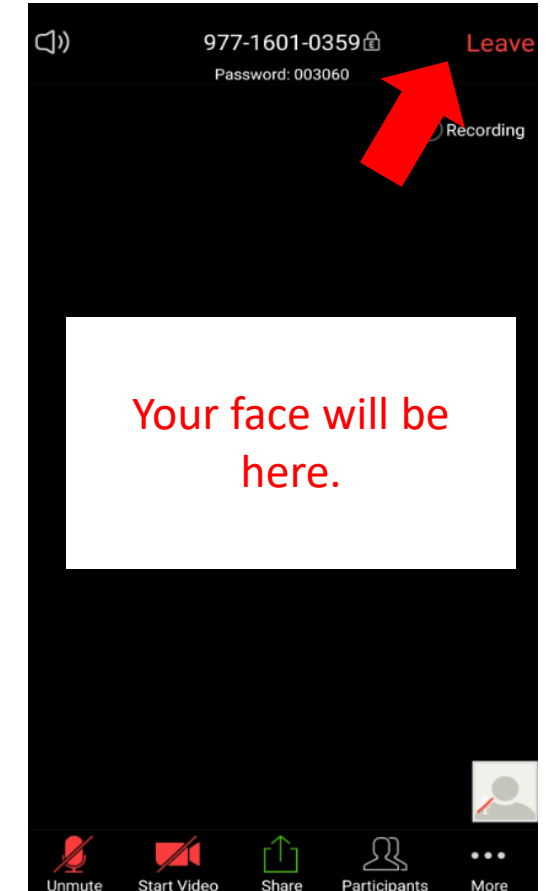 977-1601-0359
Leave
Password: 003060
Recording
Your face will be
here.
Unmute
Start Video
Share
Participants
More